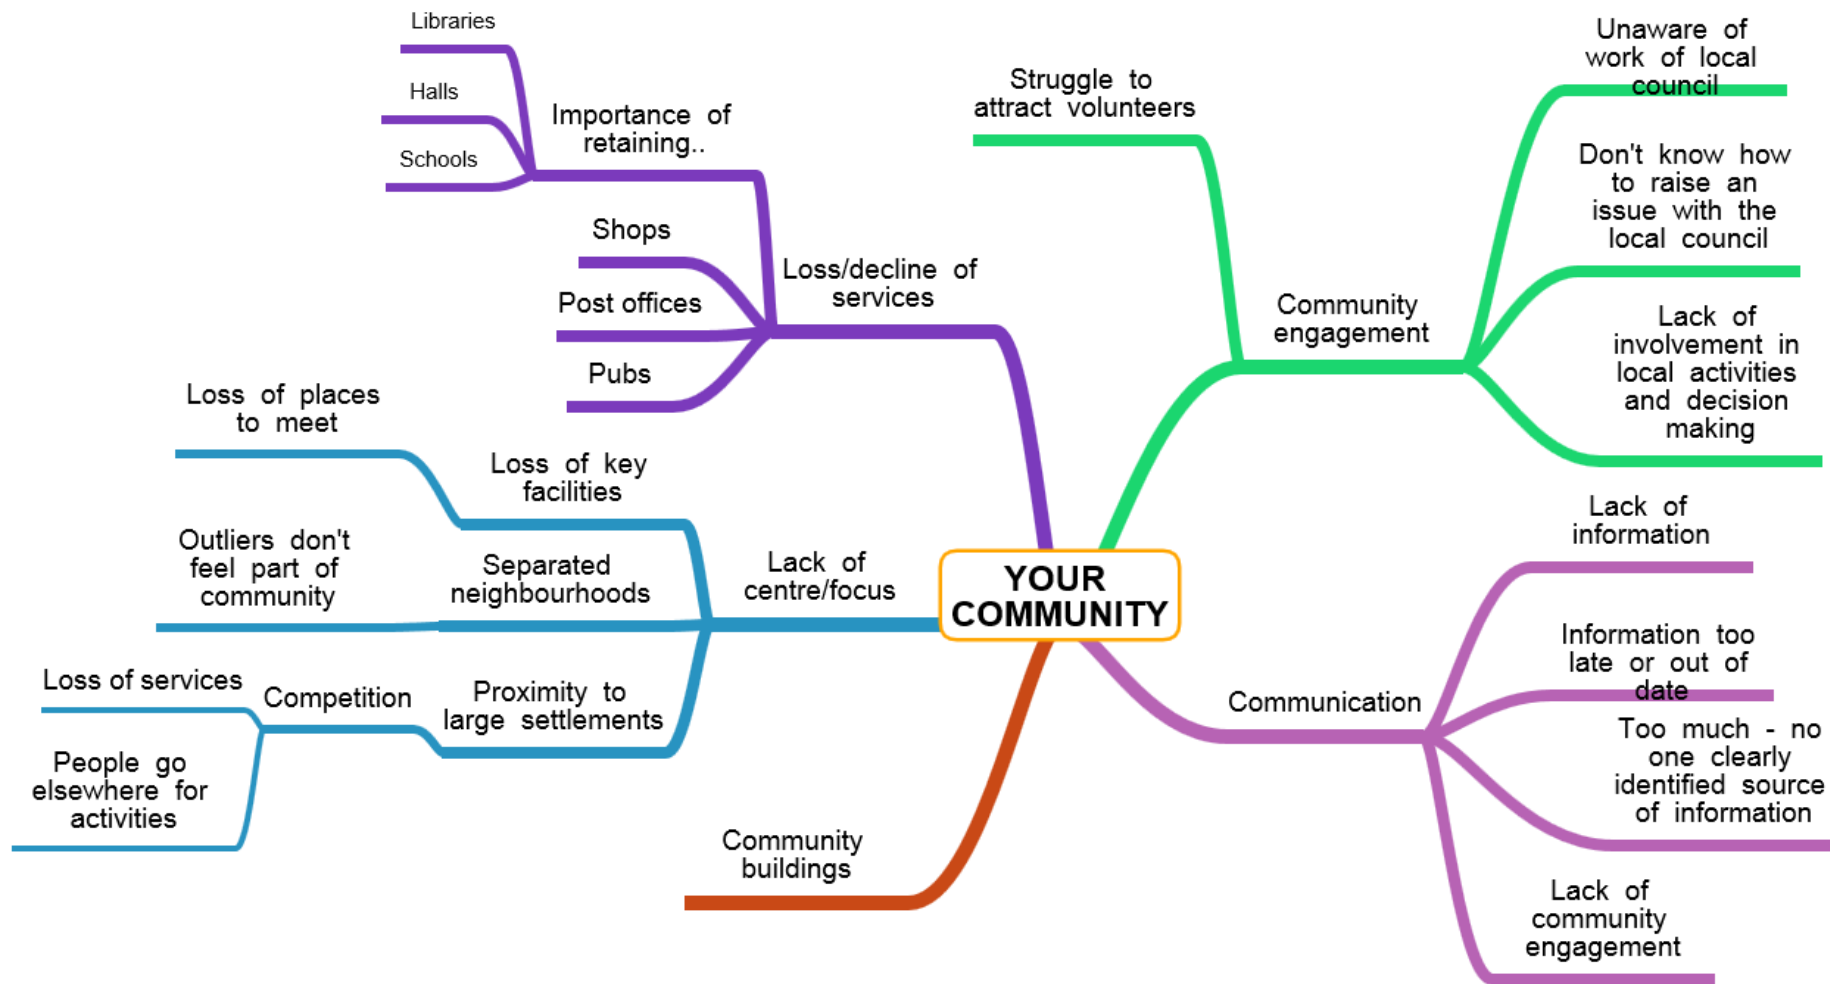 Libraries
Halls
Schools
Importance of
retaining..
Shops
Post offices
Pubs
Loss/decline of
services
Struggle to
attract volunteers
Community
engagement
Unaware of
work of local
council
Don't know how
to raise an
issue with the
local council
Lack of
involvement in
local activities
and decision
making
Loss of places
to meet
Loss of key
facilities
Outliers don't
feel part of
community
Separated
neighbourhoods
Lack of
centre/focus
Loss of services
Competition
Proximity to
large settlements
People go
elsewhere for
activities
YOUR
COMMUNITY
Community
buildings
Communication
Lack of
information
Information too
late or out of
date
Too much - no
one clearly
identified source
of information
Lack of
community
engagement